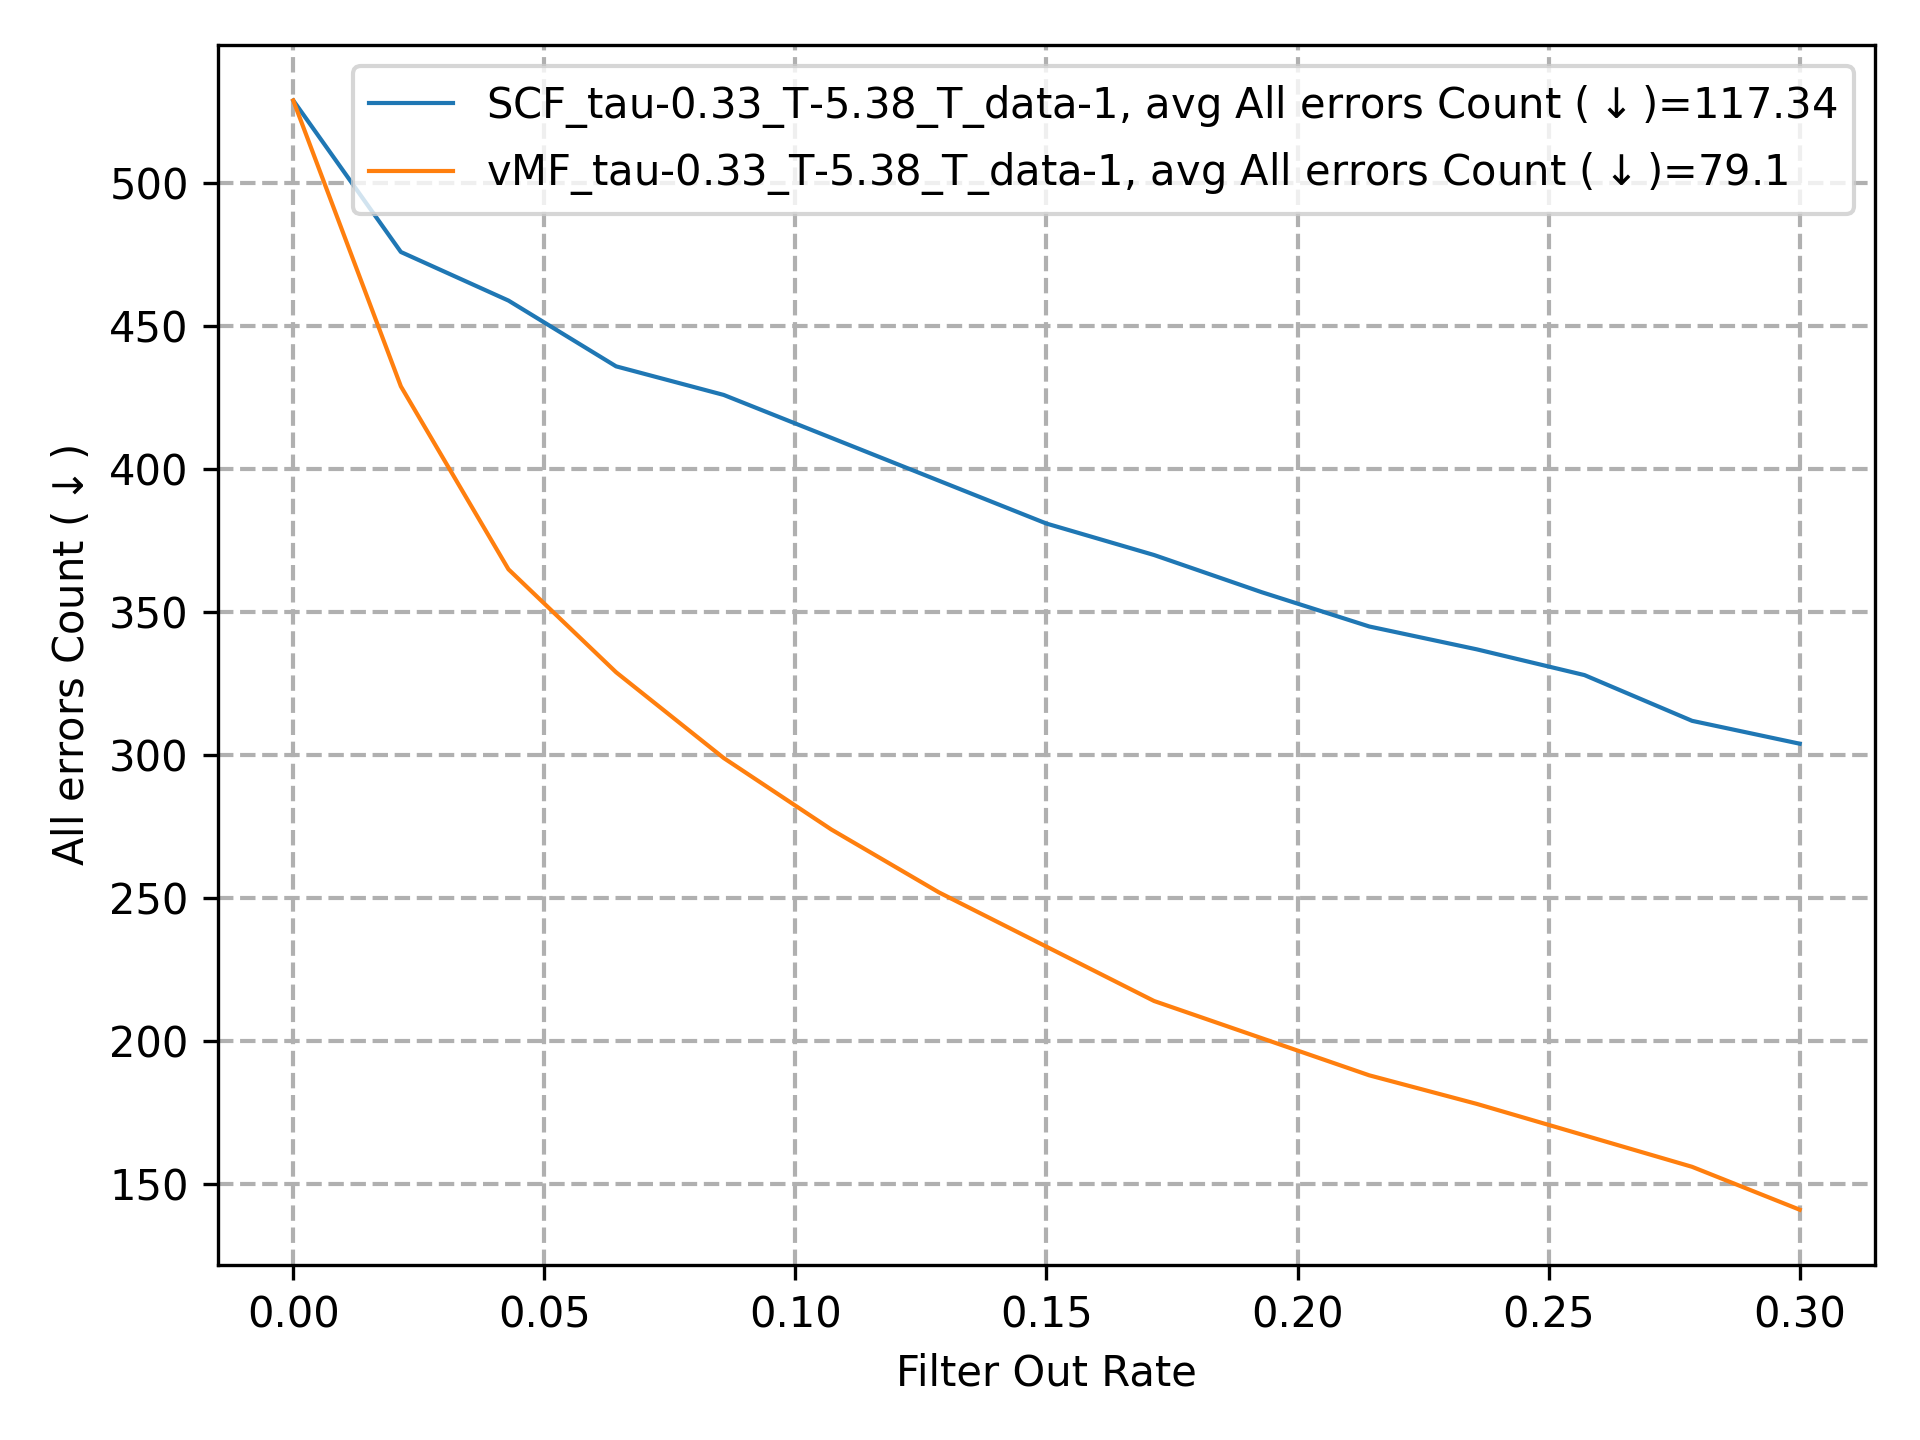 SCF_tau-0.33_T-5.38_T_data-1, avg All errors Count (↓)=117.34
vMF_tau-0.33_T-5.38_T_data-1, avg All errors Count (↓)=79.1
500
450
400
350
300
250
200
150
All errors Count (↓)
0.00 0.05 0.10 0.15 0.20 0.25 0.30
Filter Out Rate